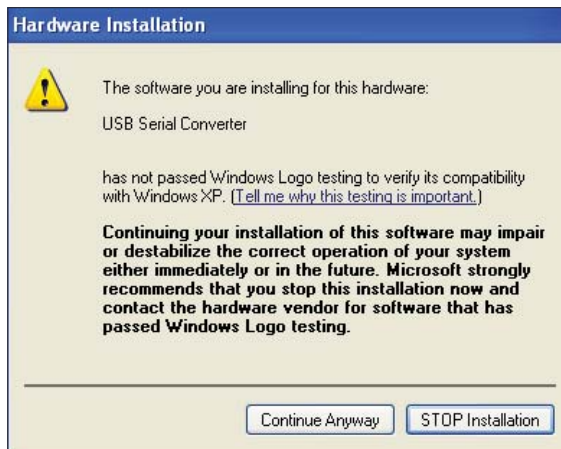 Hardware Installation
The software you are installing for this hardware:
USB Serial Converter
has not passed Windows Logo testing to verify its compatibility
with Windows XP. (Tell me why this testing is important.)
Continuing your installation of this software may impair
or destabilize the correct operation of your system
either immediately or in the future. Microsoft strongly
recommends that you stop this installation now and
contact the hardware vendor for software that has
passed Windows Logo testing.
Continue Anyway
STOP Installation